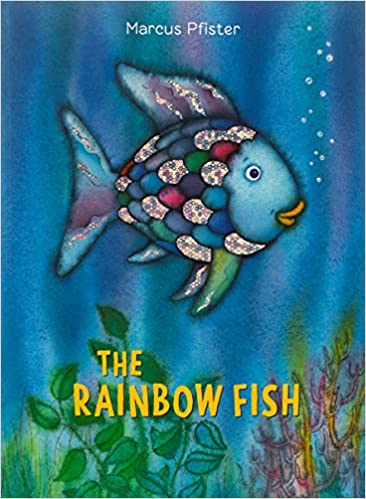 Marcus Pfister
THE
RAINBOW FISH